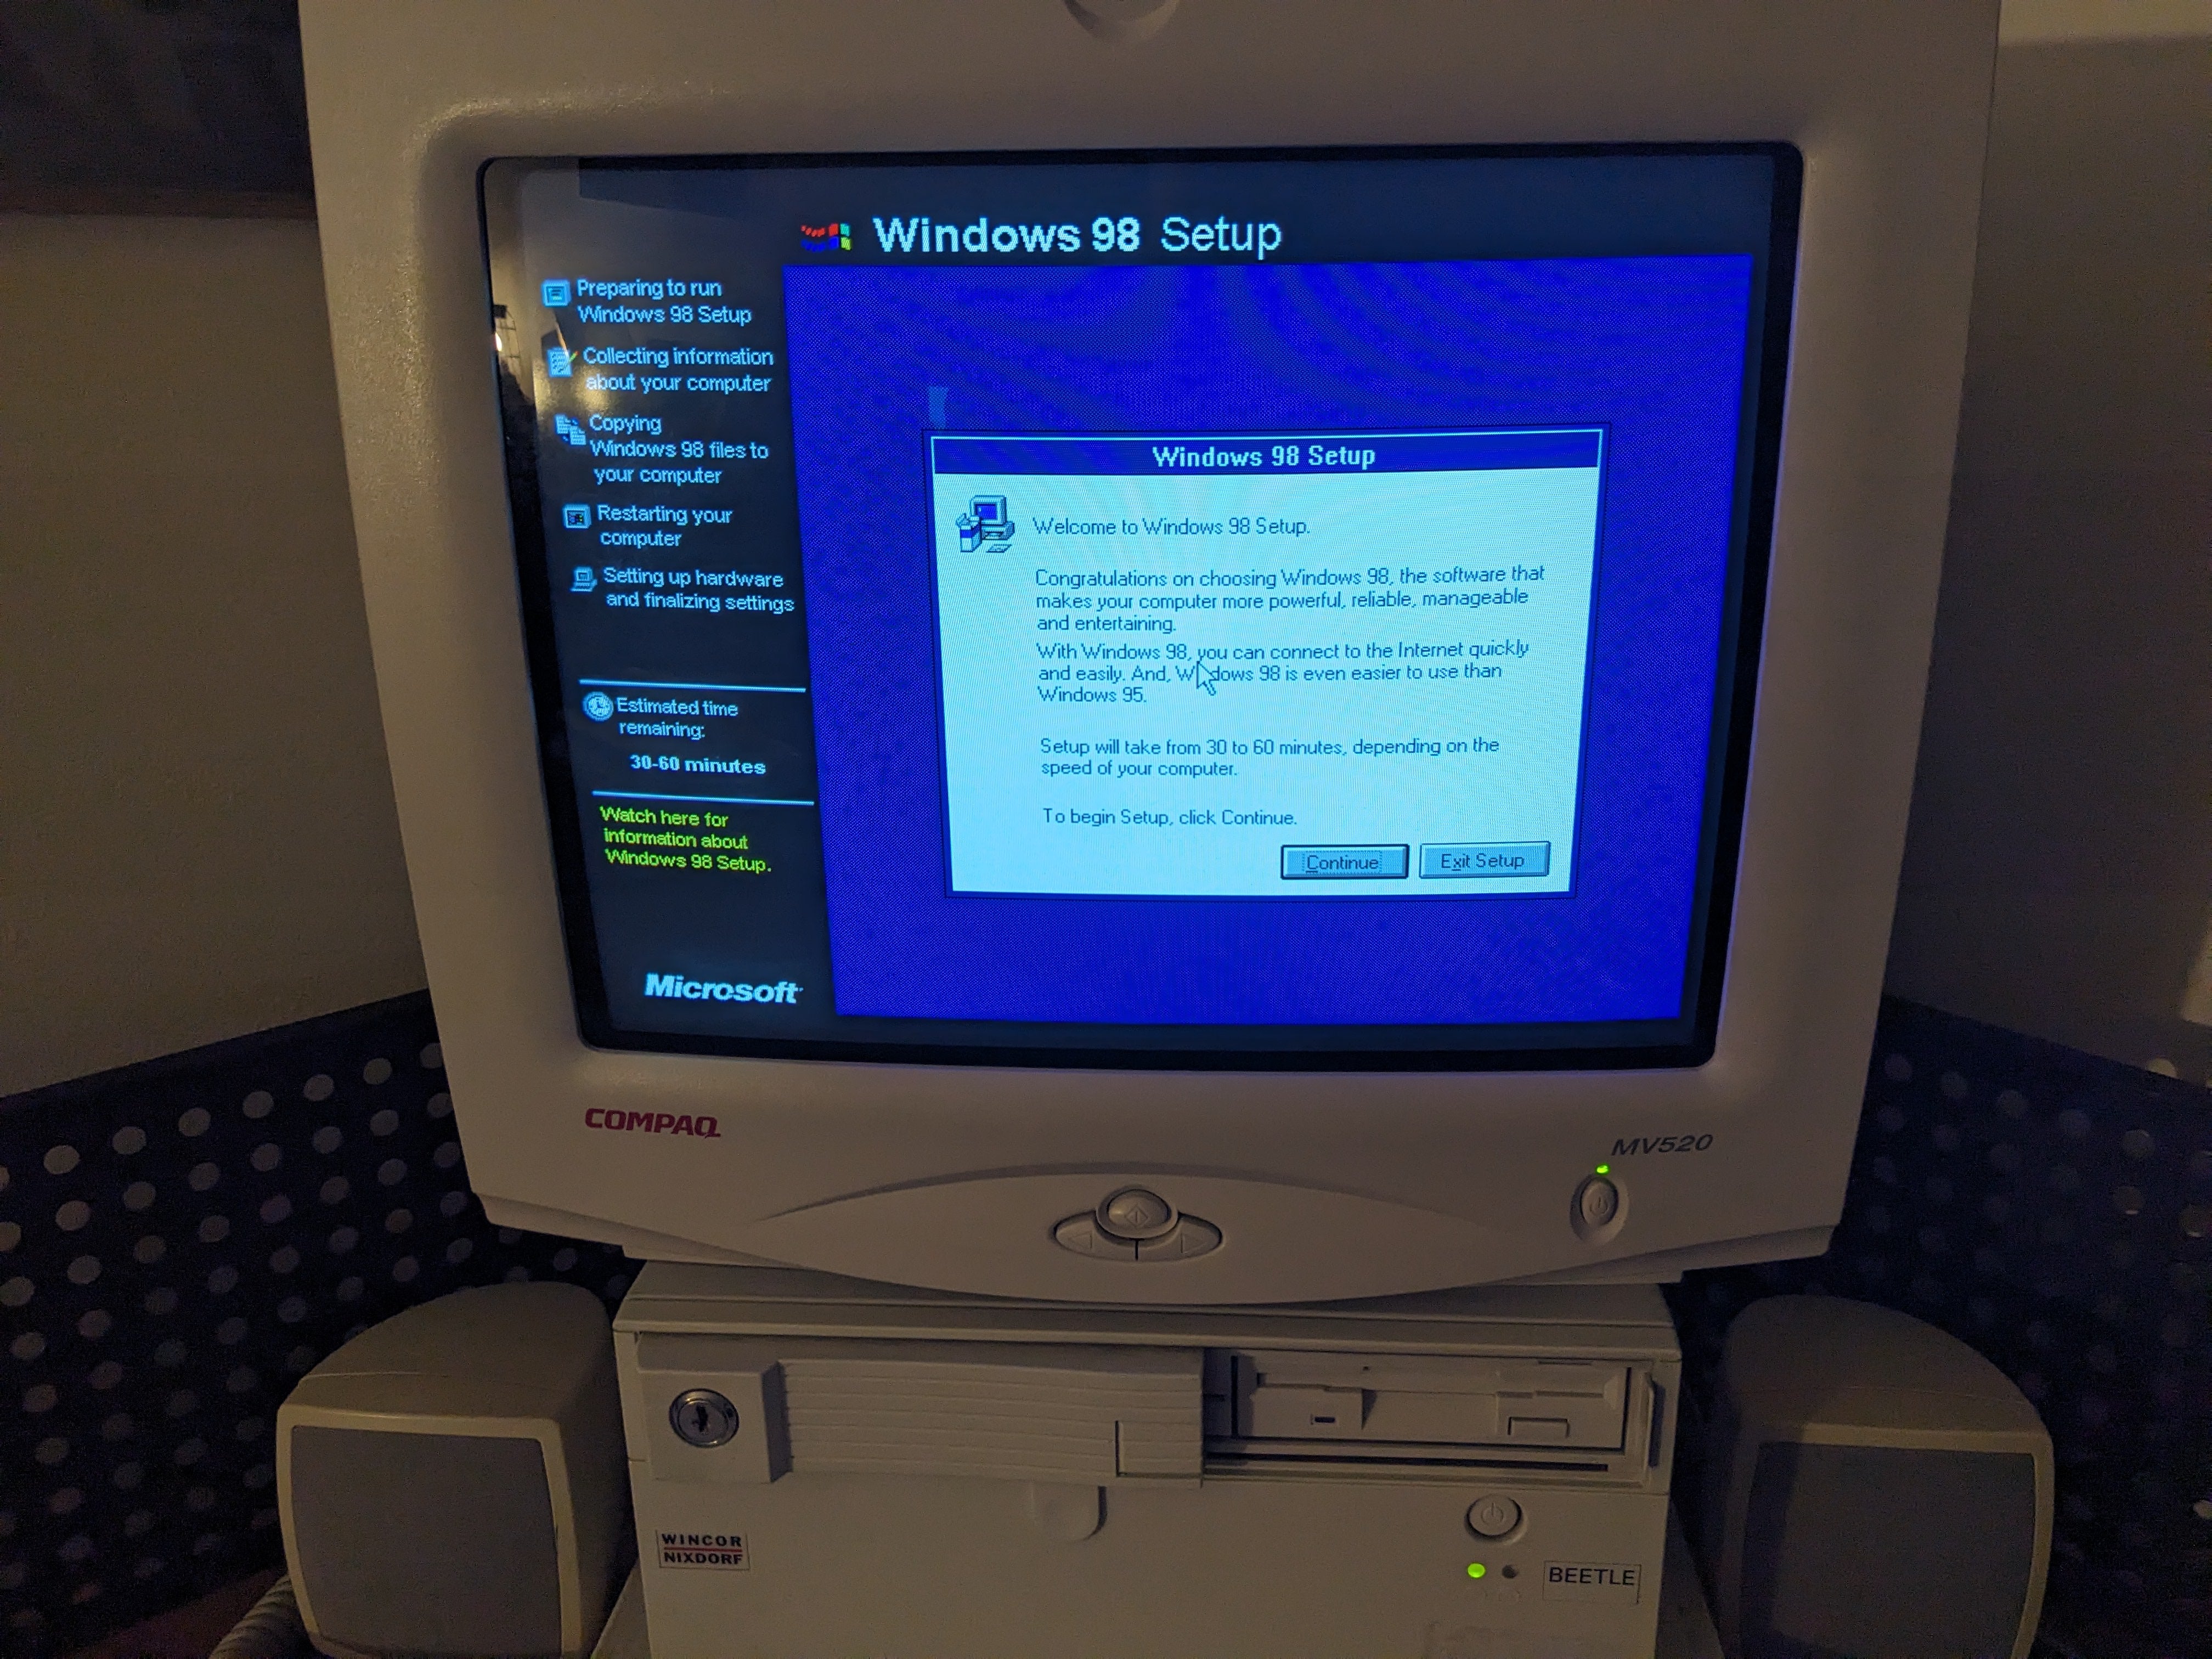 Windows 98 Setup
Preparing to run
Windows 98 Setup
Collecting information
about your computer
Copying
Windows 98 files to
your computer
Restarting your
computer
Setting up hardware
and finalizing settings
Estimated time
remaining:
30-60 minutes
Watch here for
information about
Windows 98 Setup.
Microsoft
Windows 98 Setup
Welcome to Windows 98 Setup.
Congratulations on choosing Windows 98, the software that
makes your computer more powerful, reliable, manageable
and entertaining.
With Windows 98, you can connect to the Internet quickly
and easily. And, Windows 98 is even easier to use than
Windows 95.
Setup will take from 30 to 60 minutes, depending on the
speed of your computer.
To begin Setup, click Continue.
Continue
Exit Setup
COMPAQ
MV520
WINCOR
NIXDORF
BEETLE